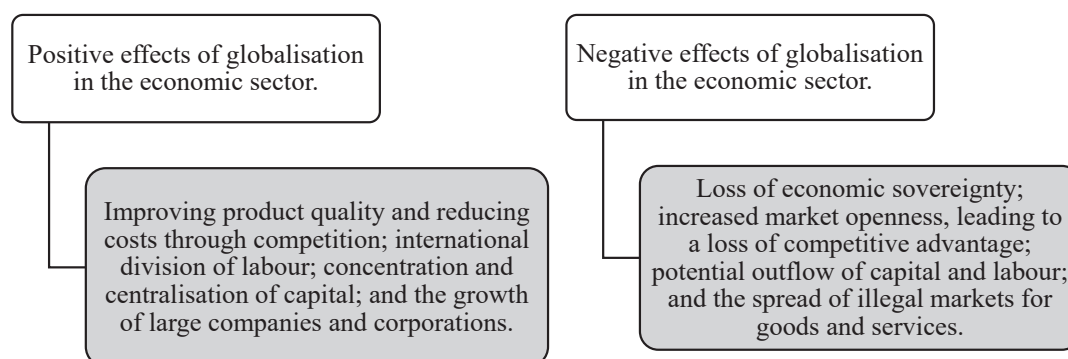 Positive effects of globalisation
in the economic sector.
Improving product quality and reducing
costs through competition; international
division of labour; concentration and
centralisation of capital; and the growth
of large companies and corporations.
Negative effects of globalisation
in the economic sector.
Loss of economic sovereignty;
increased market openness, leading to
a loss of competitive advantage;
potential outflow of capital and labour;
and the spread of illegal markets for
goods and services.